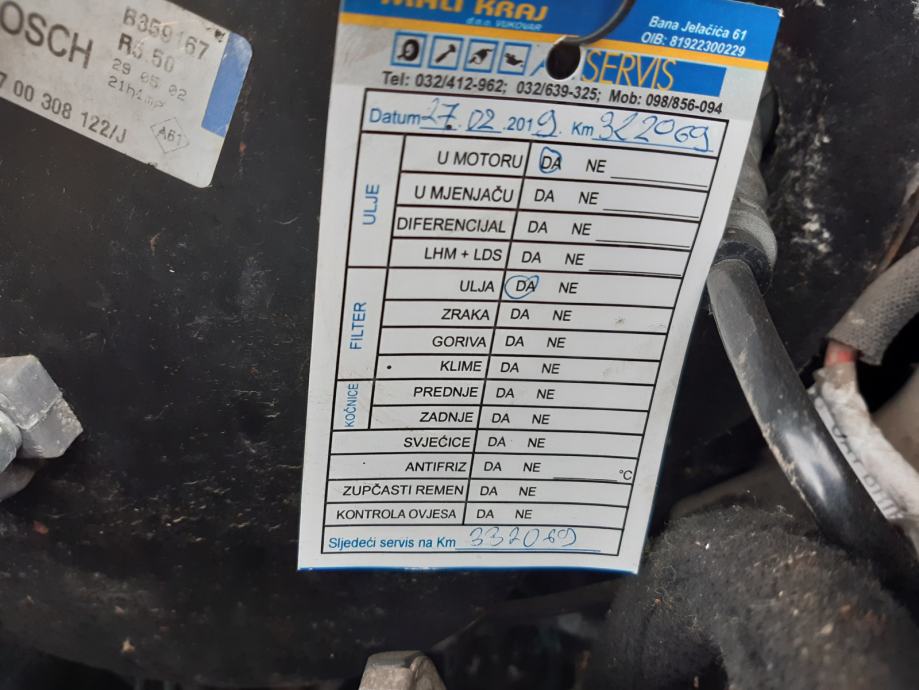 OSCH
B359167
R5.50
29 05 02
7 00 308 122/J
A61
MALI KRAJ
d.o.o. VUKOVAR
Bana Jelačića 61
OIB: 81922300229
SERVIS
Tel: 032/412-962; 032/639-325; Mob: 098/856-094
Datum 27.02.2019. Km 322069
ULJE
U MOTORU DA NE
U MJENJAČU DA NE
DIFERENCIJAL DA NE
LHM + LDS DA NE
FILTER
ULJA DA NE
ZRAKA DA NE
GORIVA DA NE
KLIME DA NE
KOČNICE
PREDNJE DA NE
ZADNJE DA NE
SVJEĆICE DA NE
ANTIFRIZ DA NE °C
ZUPČASTI REMEN DA NE
KONTROLA OVJESA DA NE
Sljedeći servis na Km 332069